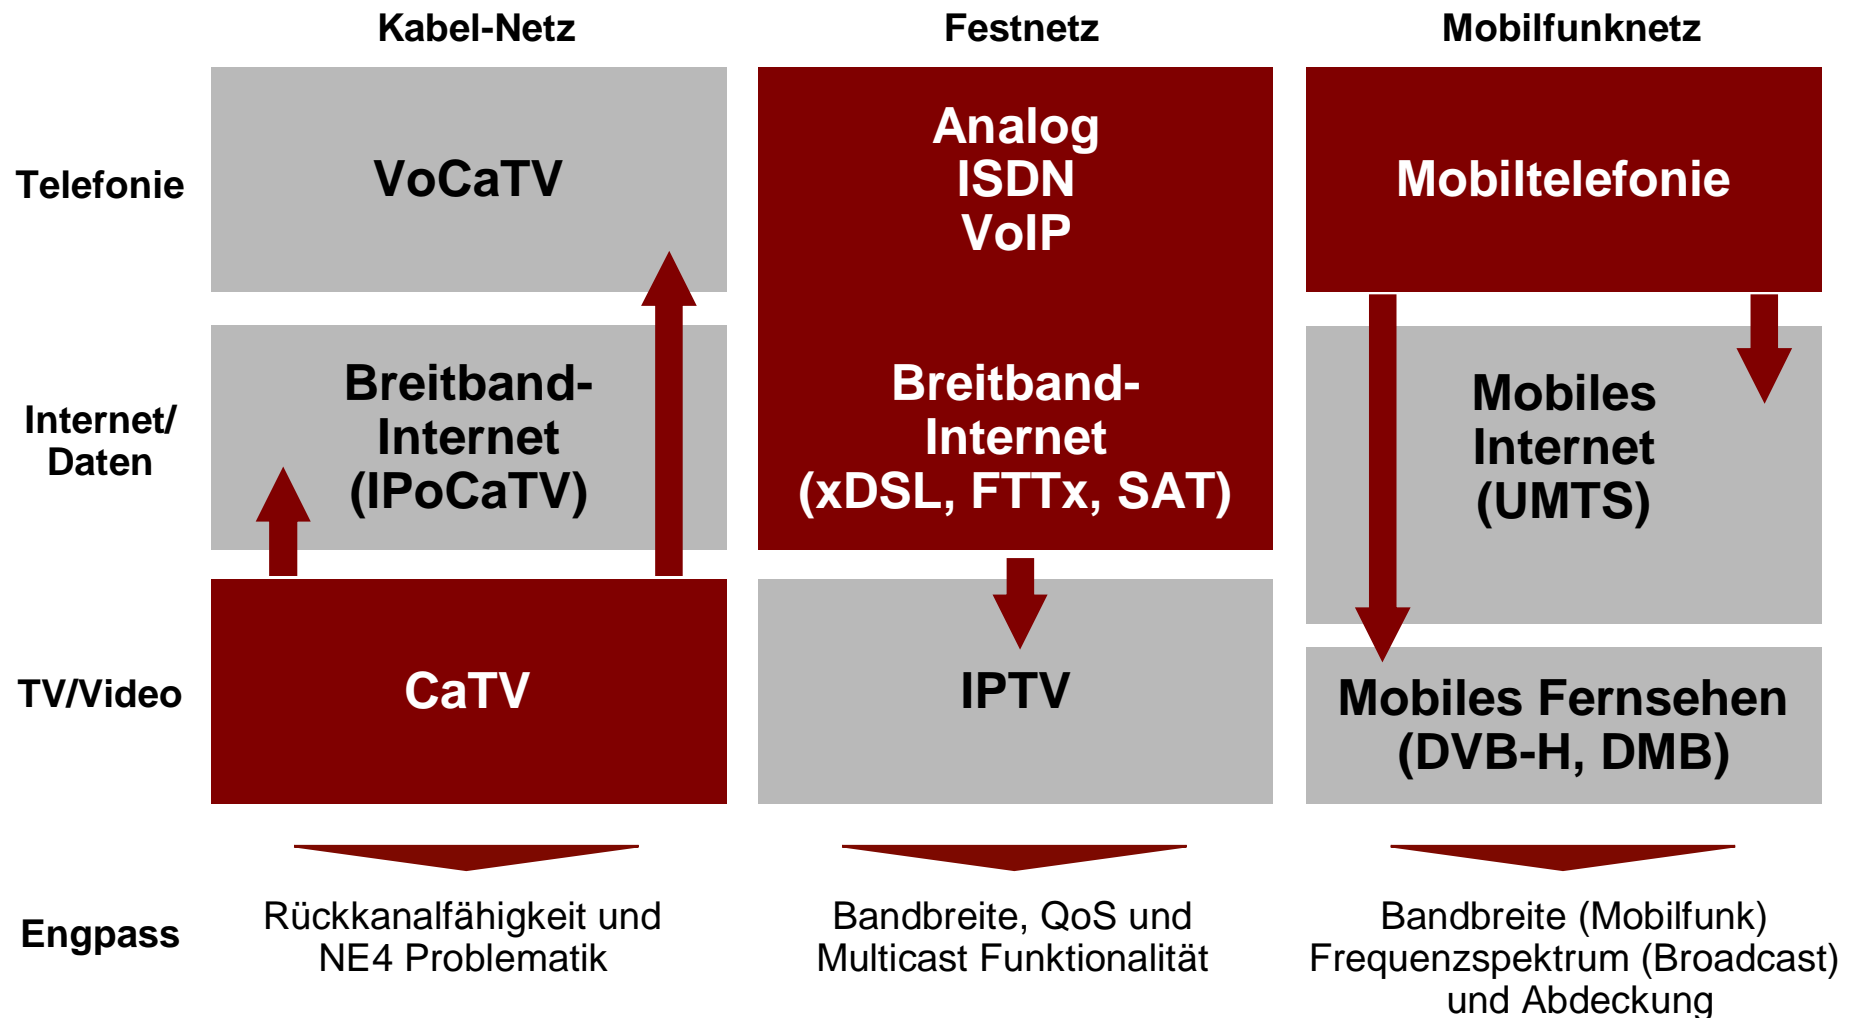 Kabel-Netz
Festnetz
Mobilfunknetz
Telefonie
VoCaTV
Analog
ISDN
VoIP
Mobiltelefonie
Internet/
Daten
Breitband-
Internet
(IPoCaTV)
Breitband-
Internet
(xDSL, FTTx, SAT)
Mobiles
Internet
(UMTS)
TV/Video
CaTV
IPTV
Mobiles Fernsehen
(DVB-H, DMB)
Engpass
Rückkanalfähigkeit und
NE4 Problematik
Bandbreite, QoS und
Multicast Funktionalität
Bandbreite (Mobilfunk)
Frequenzspektrum (Broadcast)
und Abdeckung